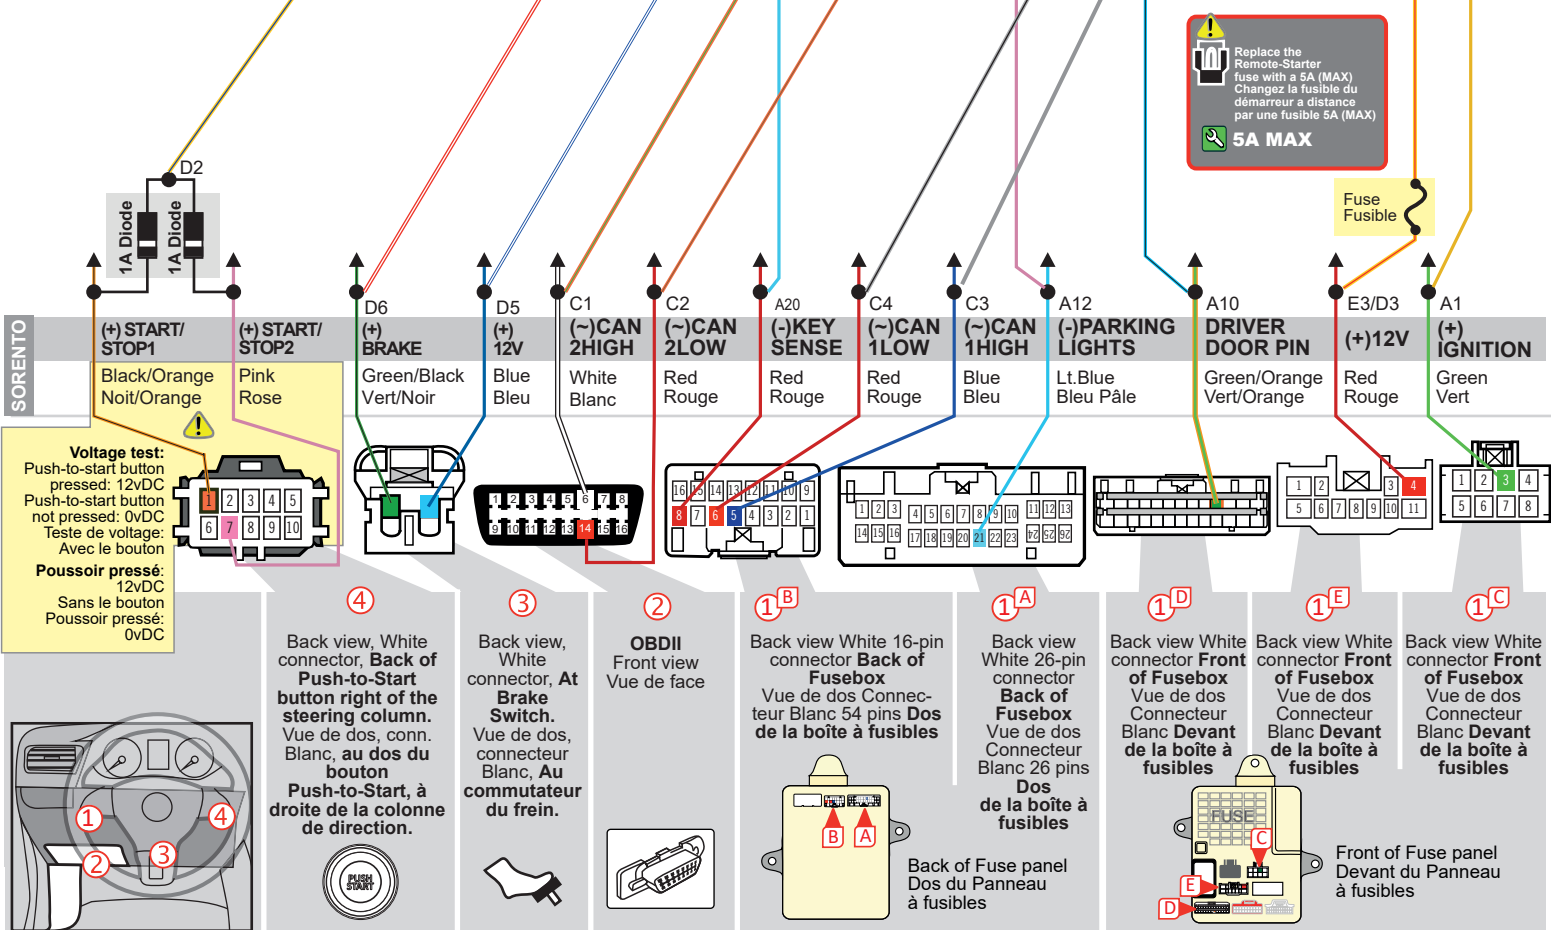 Replace the
Remote-Starter
fuse with a 5A (MAX)
Changez la fusible du
démarreur a distance
par une fusible 5A (MAX)
5A MAX
D2
1A Diode
1A Diode
Fuse
Fusible
D6
D5
C1
C2
A20
C4
C3
A12
A10
E3/D3
A1
SORENTO
(+) START/
STOP1
(+) START/
STOP2
(+)
BRAKE
(+)
12V
(~)CAN
2HIGH
(~)CAN
2LOW
(-)KEY
SENSE
(~)CAN
1LOW
(~)CAN
1HIGH
(-)PARKING
LIGHTS
DRIVER
DOOR PIN
(+)12V
(+)
IGNITION
Black/Orange
Noit/Orange
Pink
Rose
Green/Black
Vert/Noir
Blue
Bleu
White
Blanc
Red
Rouge
Red
Rouge
Red
Rouge
Blue
Bleu
Lt.Blue
Bleu Pâle
Green/Orange
Vert/Orange
Red
Rouge
Green
Vert
Voltage test:
Push-to-start button
pressed: 12vDC
Push-to-start button
not pressed: 0vDC
Teste de voltage:
Avec le bouton
Poussoir pressé:
12vDC
Sans le bouton
Poussoir pressé:
0vDC
1 2 3 4 5
6 7 8 9 10
1 2 3 4 5 6 7 8
9 10 11 12 13 14 15 16
16 15 14 13 12 11 10 9
8 7 6 5 4 3 2 1
1 2 3 4 5 6 7 8 9 10 11 12 13
14 15 16 17 18 19 20 21 22 23 24 25 26
1 2 3 4
5 6 7 8 9 10 11
1 2 3 4
5 6 7 8
4
Back view, White
connector, Back of
Push-to-Start
button right of the
steering column.
Vue de dos, conn.
Blanc, au dos du
bouton
Push-to-Start, à
droite de la colonne
de direction.
PUSH
START
3
Back view,
White
connector, At
Brake
Switch.
Vue de dos,
connecteur
Blanc, Au
commutateur
du frein.
2
OBDII
Front view
Vue de face
1 B
Back view White 16-pin
connector Back of
Fusebox
Vue de dos Connec-
teur Blanc 54 pins Dos
de la boîte à fusibles
1 A
Back view
White 26-pin
connector
Back of
Fusebox
Vue de dos
Connecteur
Blanc 26 pins
Dos
de la boîte à
fusibles
1 D
Back view White
connector Front
of Fusebox
Vue de dos
Connecteur
Blanc Devant
de la boîte à
fusibles
1 E
Back view White
connector Front
of Fusebox
Vue de dos
Connecteur
Blanc Devant
de la boîte à
fusibles
1 C
Back view White
connector Front
of Fusebox
Vue de dos
Connecteur
Blanc Devant
de la boîte à
fusibles
1
2
3
4
B
A
Back of Fuse panel
Dos du Panneau
à fusibles
FUSE
C
E
D
Front of Fuse panel
Devant du Panneau
à fusibles